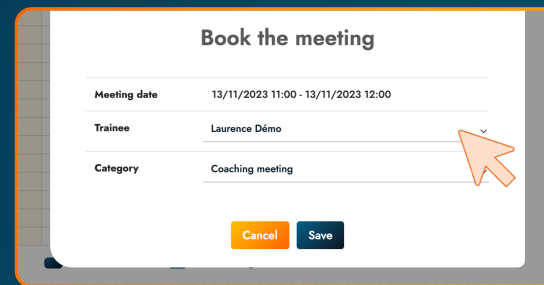 Book the meeting
Meeting date 13/11/2023 11:00 - 13/11/2023 12:00
Trainee Laurence Démo
Category Coaching meeting
Cancel Save